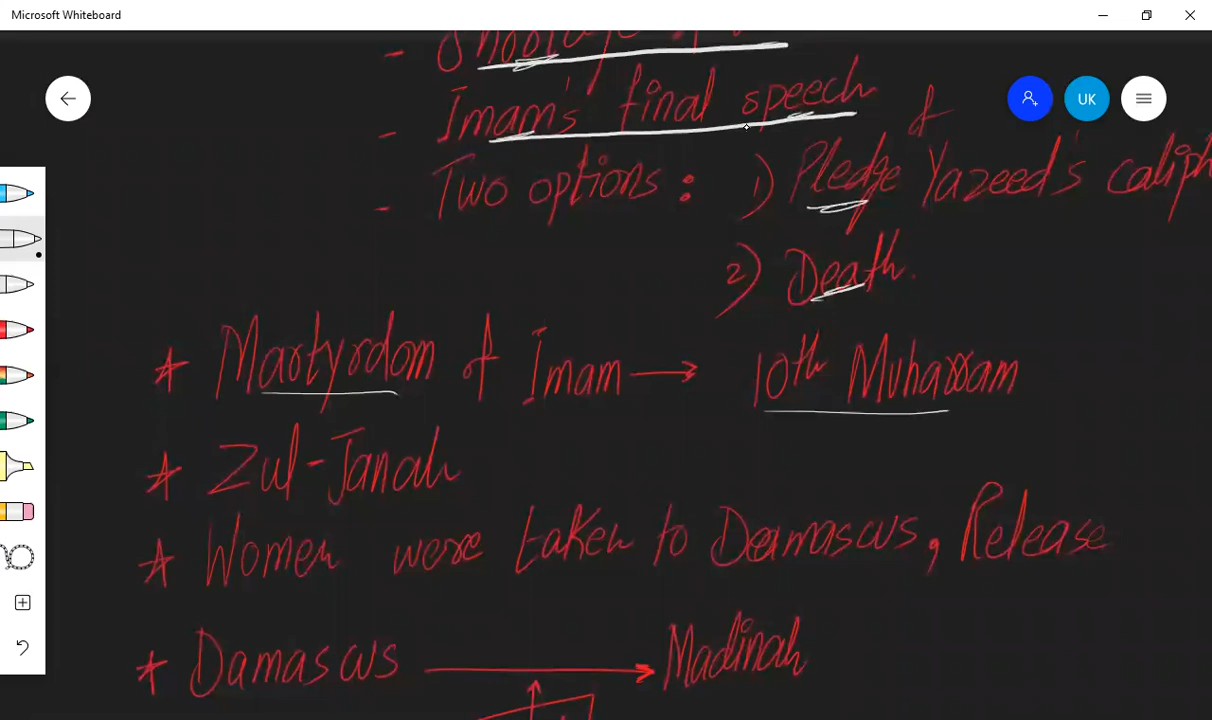 Microsoft Whiteboard
UK
- Imam's final speech &
- Two options: 1) Pledge Yazeed's caliph
2) Death.
* Martyrdom of Imam → 10th Muharram
* Zul-Janah
* Women were taken to Damascus, Release
* Damascus → Madinah